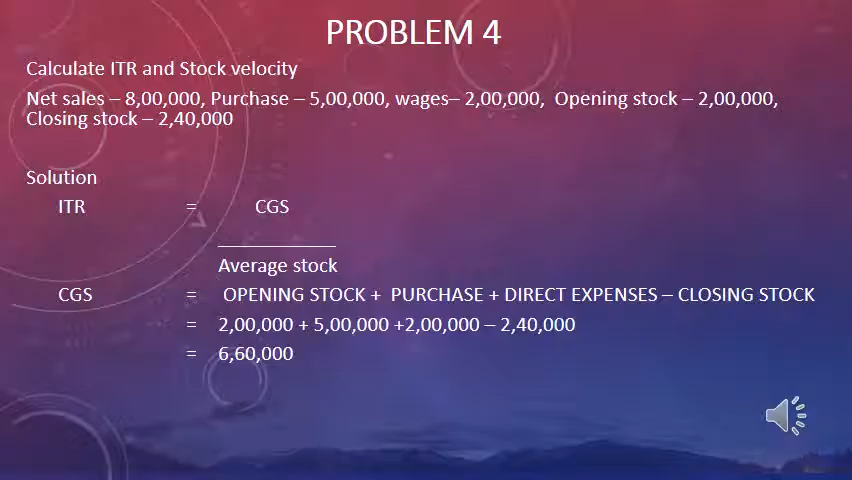 PROBLEM 4
Calculate ITR and Stock velocity
Net sales – 8,00,000, Purchase – 5,00,000, wages– 2,00,000, Opening stock – 2,00,000,
Closing stock – 2,40,000
Solution
ITR = CGS
Average stock
CGS = OPENING STOCK + PURCHASE + DIRECT EXPENSES – CLOSING STOCK
= 2,00,000 + 5,00,000 +2,00,000 – 2,40,000
= 6,60,000